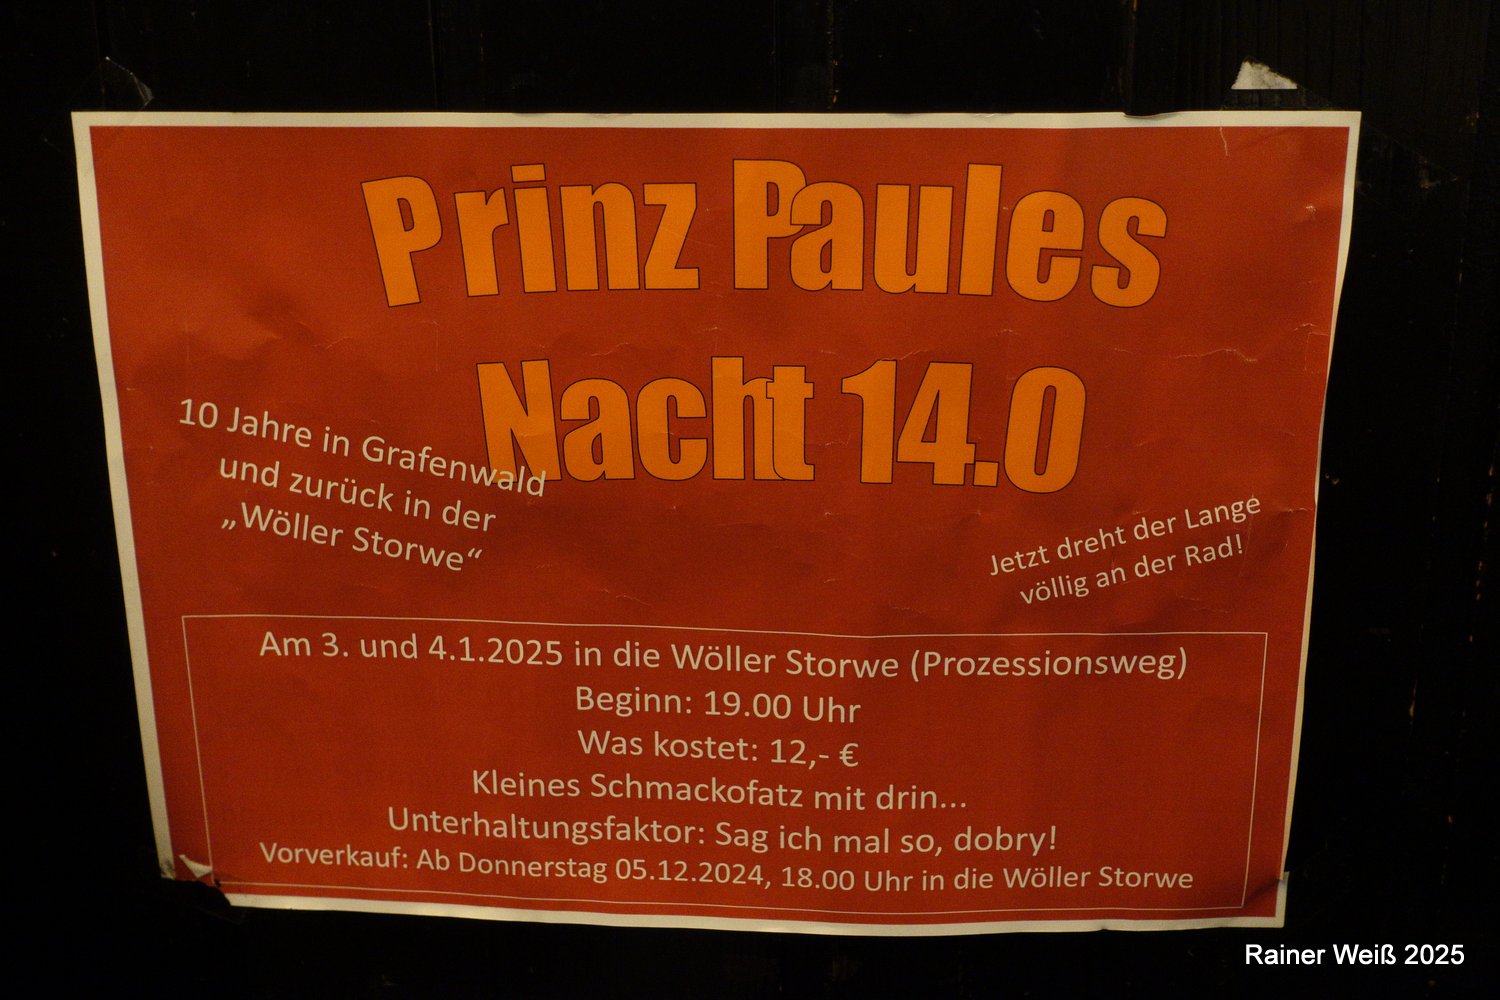 Prinz Paules
Nacht 14.0
10 Jahre in Grafenwald
und zurück in der
„Wöller Storwe“
Jetzt dreht der Lange
völlig an der Rad!
Am 3. und 4.1.2025 in die Wöller Storwe (Prozessionsweg)
Beginn: 19.00 Uhr
Was kostet: 12,- €
Kleines Schmackofatz mit drin...
Unterhaltungsfaktor: Sag ich mal so, dobry!
Vorverkauf: Ab Donnerstag 05.12.2024, 18.00 Uhr in die Wöller Storwe
Rainer Weiß 2025